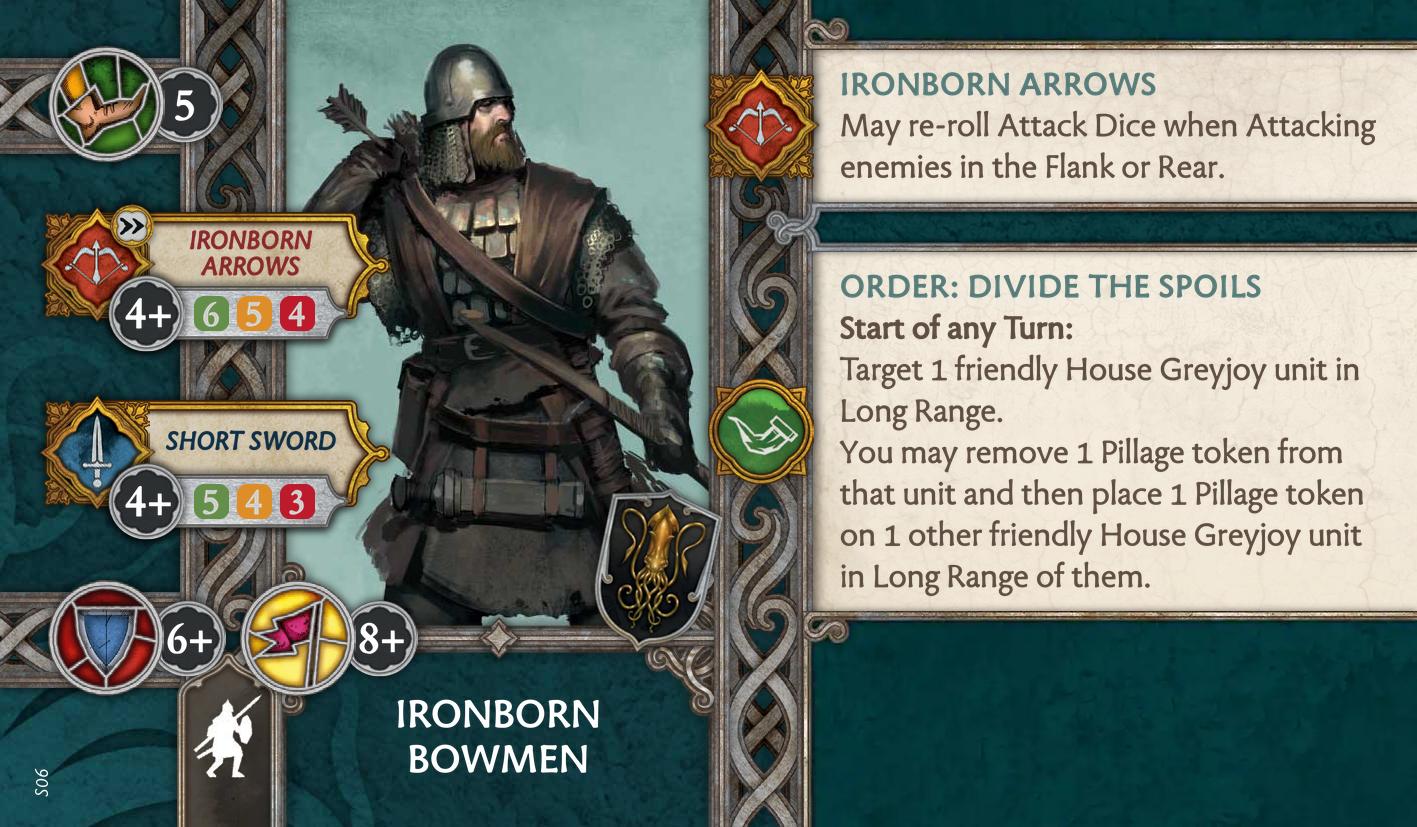 5
IRONBORN
ARROWS
4+ 6 5 4
SHORT SWORD
4+ 5 4 3
6+ 8+
IRONBORN
BOWMEN
S06
IRONBORN ARROWS
May re-roll Attack Dice when Attacking
enemies in the Flank or Rear.
ORDER: DIVIDE THE SPOILS
Start of any Turn:
Target 1 friendly House Greyjoy unit in
Long Range.
You may remove 1 Pillage token from
that unit and then place 1 Pillage token
on 1 other friendly House Greyjoy unit
in Long Range of them.